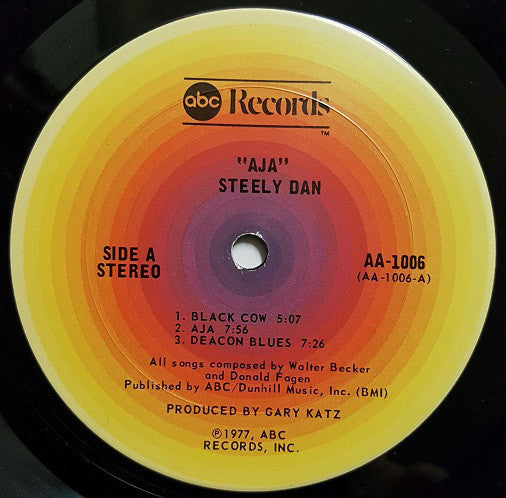 abc Records
TM
"AJA"
STEELY DAN
SIDE A
STEREO
AA-1006
(AA-1006-A)
1. BLACK COW 5:07
2. AJA 7:56
3. DEACON BLUES 7:26
All songs composed by Walter Becker
and Donald Fagen
Published by ABC/Dunhill Music, Inc. (BMI)
PRODUCED BY GARY KATZ
℗1977, ABC
RECORDS, INC.